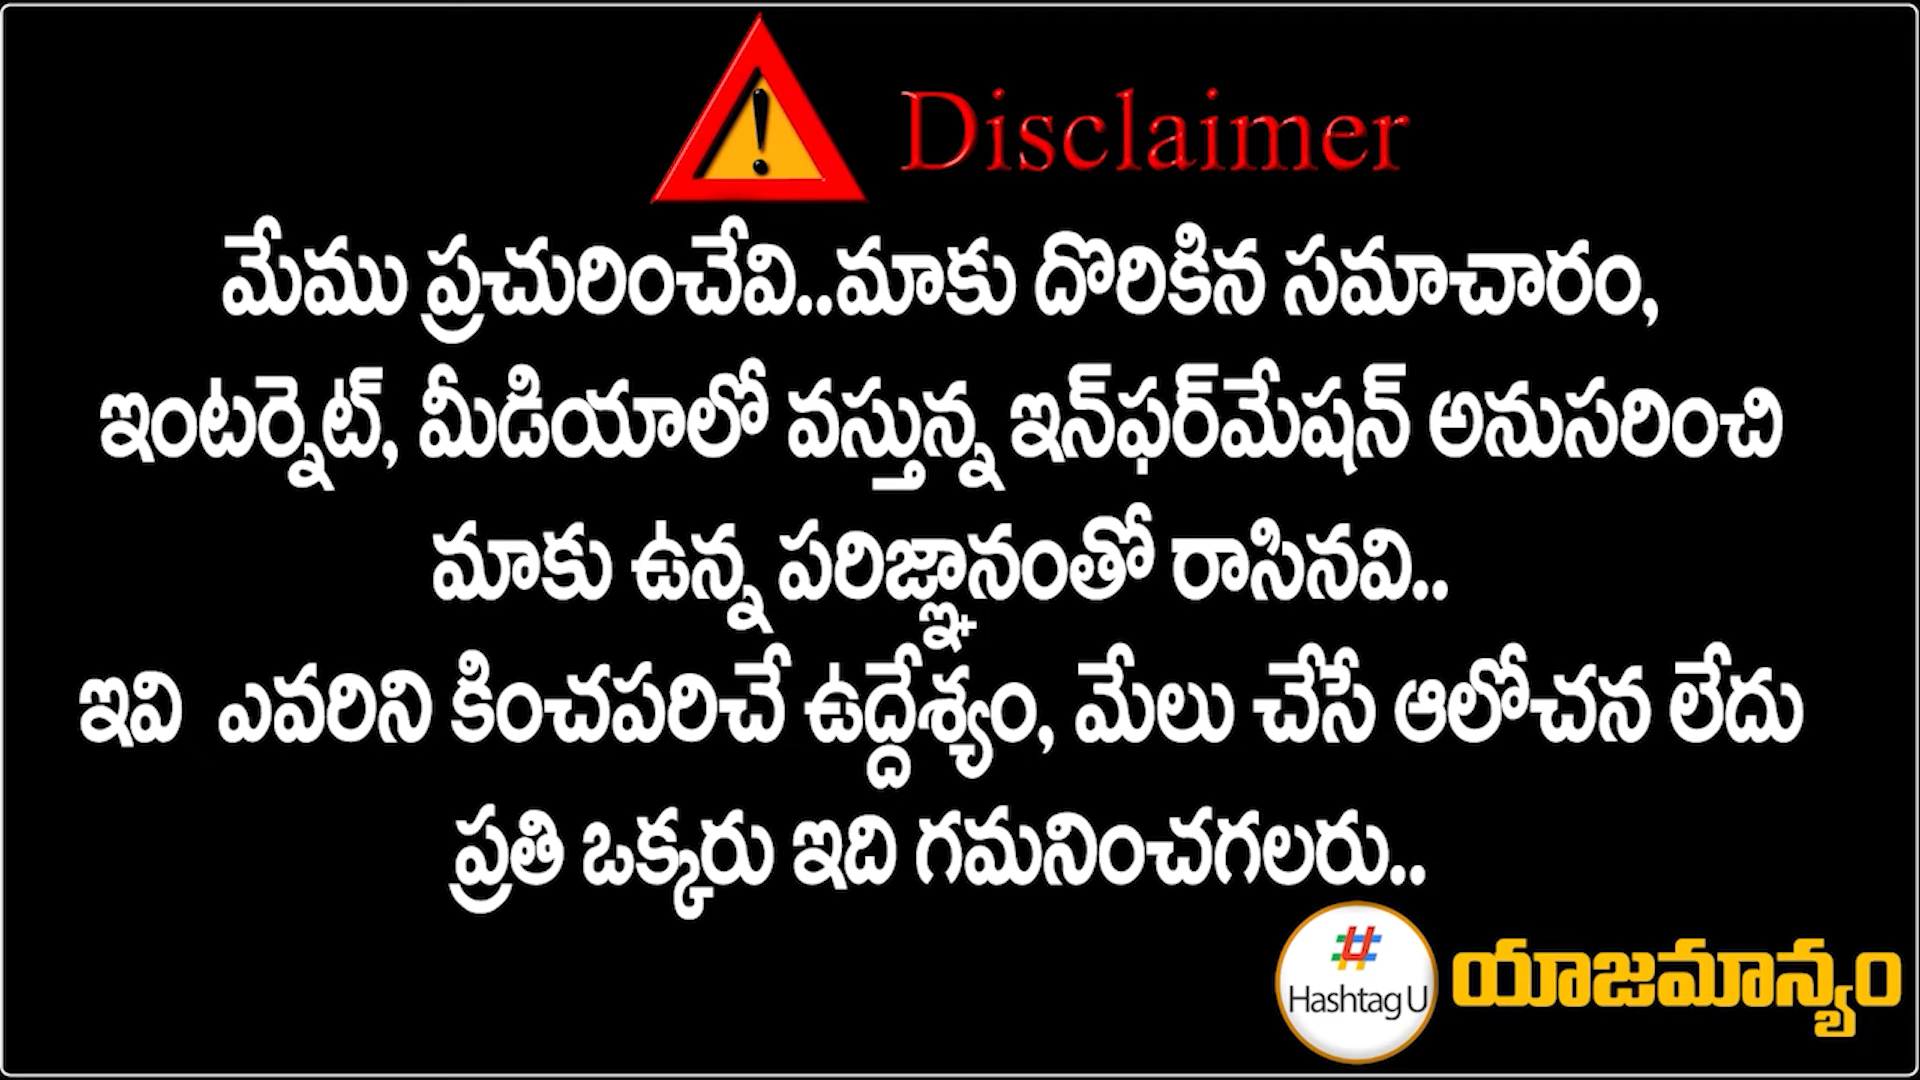 Disclaimer
మేము ప్రచురించేవి..మాకు దొరికిన సమాచారం,
ఇంటర్నెట్, మీడియాలో వస్తున్న ఇన్‌ఫర్‌మేషన్ అనుసరించి
మాకు ఉన్న పరిజ్ఞానంతో రాసినవి..
ఇవి ఎవరిని కించపరిచే ఉద్దేశ్యం, మేలు చేసే ఆలోచన లేదు
ప్రతి ఒక్కరు ఇది గమనించగలరు..
#
Hashtag U
యాజమాన్యం